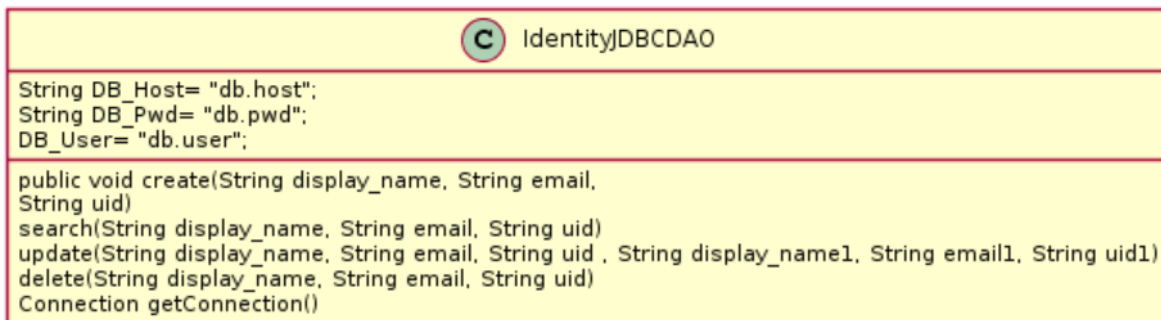 C IdentityJDBCDAO
String DB_Host= "db.host";
String DB_Pwd= "db.pwd";
DB_User= "db.user";
public void create(String display_name, String email,
String uid)
search(String display_name, String email, String uid)
update(String display_name, String email, String uid , String display_name1, String email1, String uid1)
delete(String display_name, String email, String uid)
Connection getConnection()